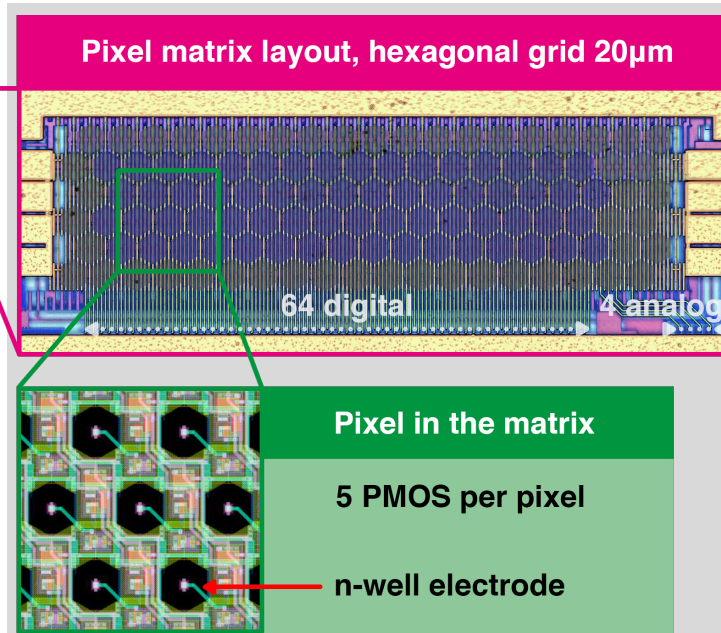 Pixel matrix layout, hexagonal grid 20µm
64 digital
4 analog
Pixel in the matrix
5 PMOS per pixel
n-well electrode